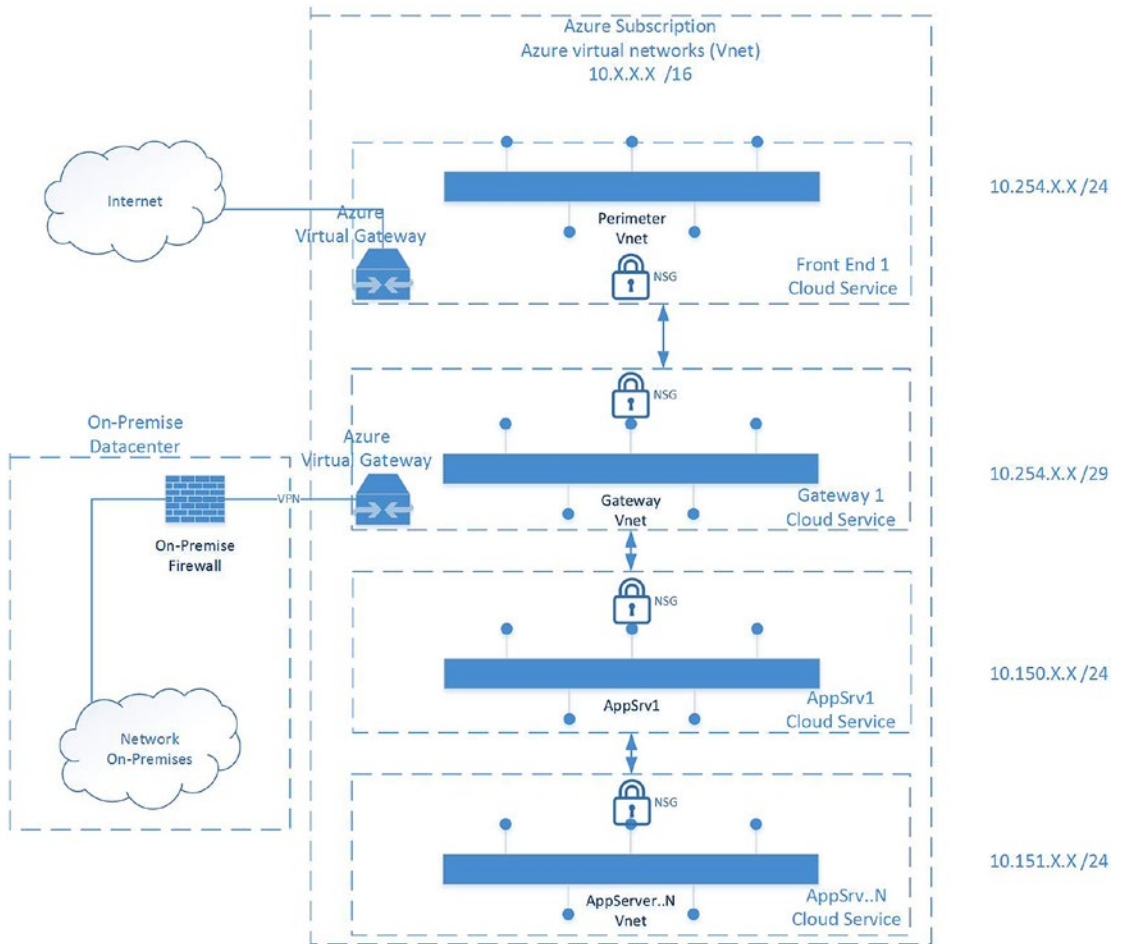 Azure Subscription
Azure virtual networks (Vnet)
10.X.X.X /16
Internet
Azure
Virtual Gateway
Perimeter
Vnet
NSG
Front End 1
Cloud Service
10.254.X.X /24
On-Premise
Datacenter
VPN
On-Premise
Firewall
Network
On-Premises
Azure
Virtual Gateway
NSG
Gateway
Vnet
Gateway 1
Cloud Service
10.254.X.X /29
NSG
AppSrv1
AppSrv1
Cloud Service
10.150.X.X /24
NSG
AppServer..N
Vnet
AppSrv..N
Cloud Service
10.151.X.X /24